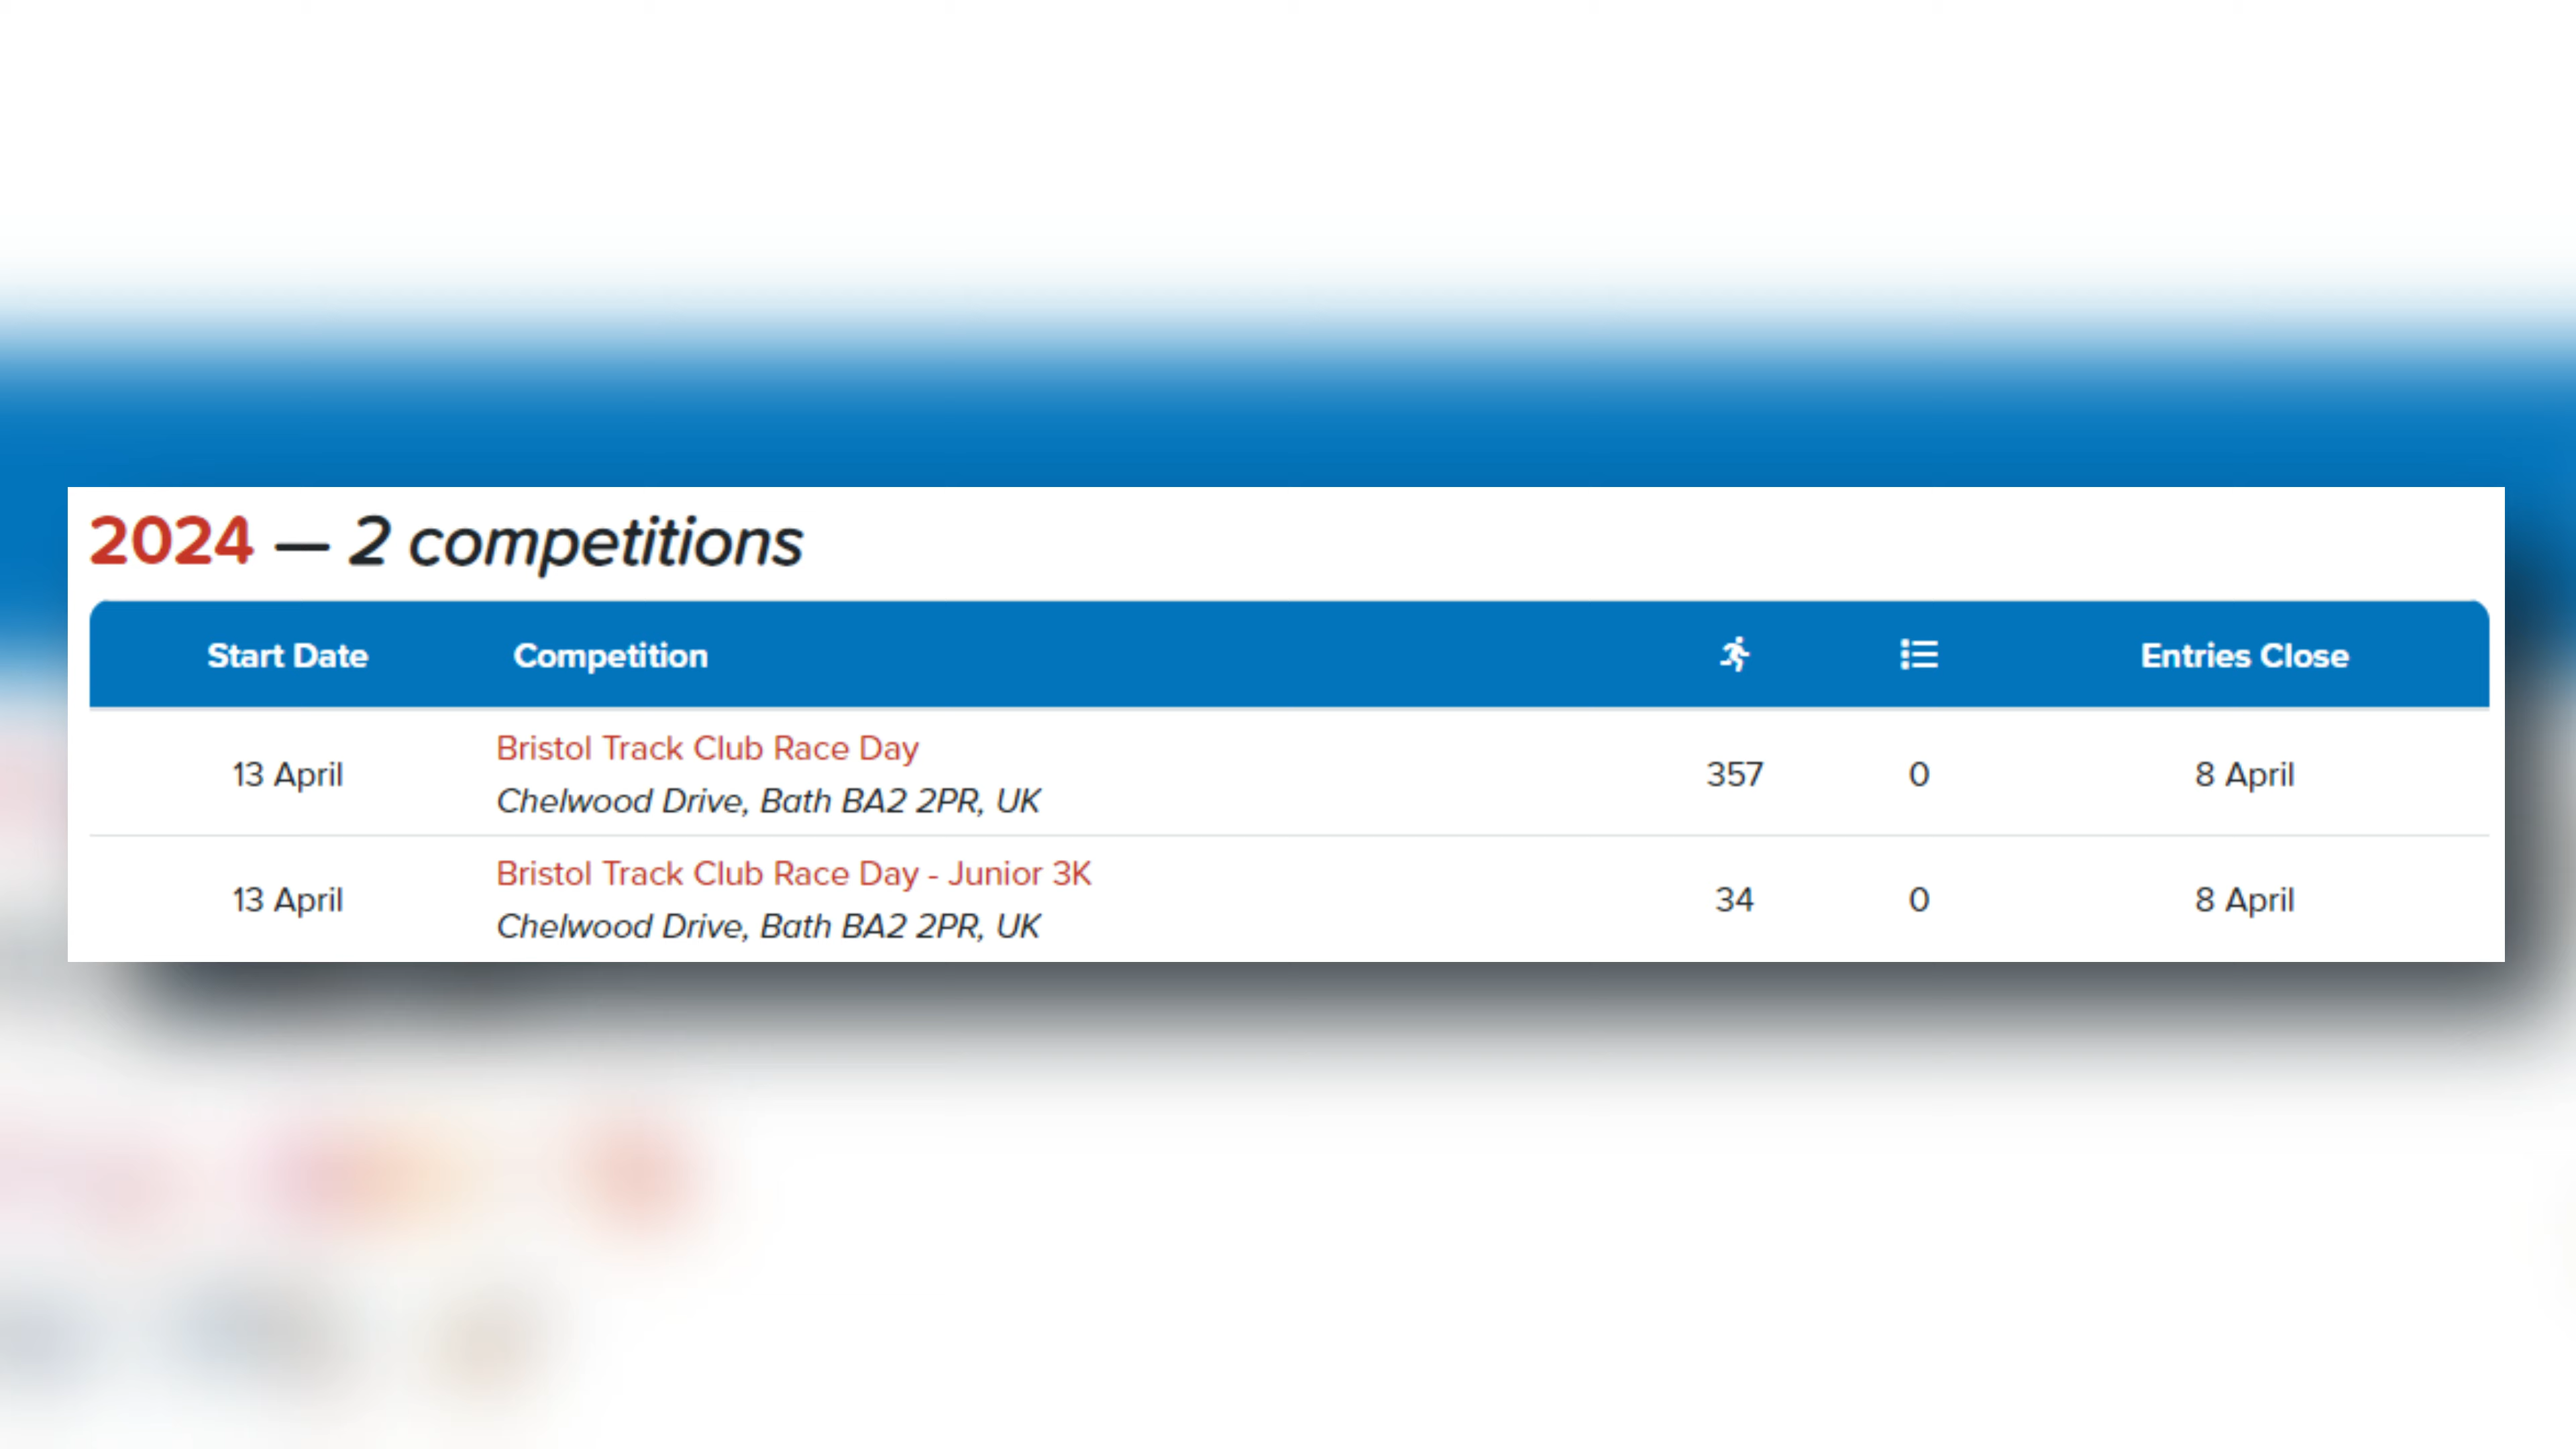 2024 — 2 competitions
Start Date Competition Entries Close
13 April Bristol Track Club Race Day 357 0 8 April
Chelwood Drive, Bath BA2 2PR, UK
13 April Bristol Track Club Race Day - Junior 3K 34 0 8 April
Chelwood Drive, Bath BA2 2PR, UK